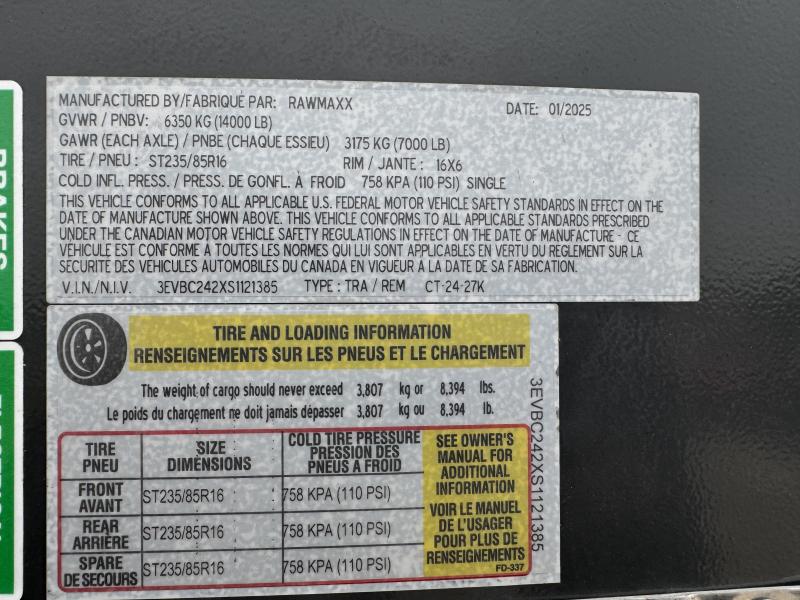 MANUFACTURED BY/FABRIQUÉ PAR: RAWMAXX DATE: 01/2025
GVWR / PNBV: 6350 KG (14000 LB)
GAWR (EACH AXLE) / PNBE (CHAQUE ESSIEU) 3175 KG (7000 LB)
TIRE / PNEU : ST235/85R16 RIM / JANTE : 16X6
COLD INFL. PRESS. / PRESS. DE GONFL. À FROID 758 KPA (110 PSI) SINGLE
THIS VEHICLE CONFORMS TO ALL APPLICABLE U.S. FEDERAL MOTOR VEHICLE SAFETY STANDARDS IN EFFECT ON THE
DATE OF MANUFACTURE SHOWN ABOVE. THIS VEHICLE CONFORMS TO ALL APPLICABLE STANDARDS PRESCRIBED
UNDER THE CANADIAN MOTOR VEHICLE SAFETY REGULATIONS IN EFFECT ON THE DATE OF MANUFACTURE - CE
VÉHICULE EST CONFORME A TOUTES LES NORMES QUI LUI SONT APPLICABLES EN VERTU DU REGLEMENT SUR LA
SECURITE DES VÉHICULES AUTOMOBILES DU CANADA EN VIGUEUR A LA DATE DE SA FABRICATION.
V.I.N./N.I.V. 3EVBC242XS1121385 TYPE : TRA / REM CT-24-27K
TIRE AND LOADING INFORMATION
RENSEIGNEMENTS SUR LES PNEUS ET LE CHARGEMENT
The weight of cargo should never exceed 3,807 kg or 8,394 lbs.
Le poids du chargement ne doit jamais dépasser 3,807 kg ou 8,394 lb.
TIRE
PNEU
SIZE
DIMENSIONS
COLD TIRE PRESSURE
PRESSION DES
PNEUS A FROID
FRONT
AVANT
ST235/85R16
758 KPA (110 PSI)
REAR
ARRIÈRE
ST235/85R16
758 KPA (110 PSI)
SPARE
DE SECOURS
ST235/85R16
758 KPA (110 PSI)
SEE OWNER'S
MANUAL FOR
ADDITIONAL
INFORMATION
VOIR LE MANUEL
DE L'USAGER
POUR PLUS DE
RENSEIGNEMENTS
FD-337
3EVBC242XS1121385
BRAKES